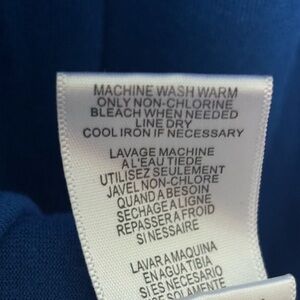 MACHINE WASH WARM
ONLY NON-CHLORINE
BLEACH WHEN NEEDED
LINE DRY
COOL IRON IF NECESSARY
LAVAGE MACHINE
A L'EAU TIEDE
UTILISEZ SEULEMENT
JAVEL NON-CHLORE
QUAND A BESOIN
SECHAGE A LIGNE
REPASSER A FROID
SI NESSAIRE
LAVAR A MAQUINA
EN AGUA TIBIA
SI ES NECESARIO